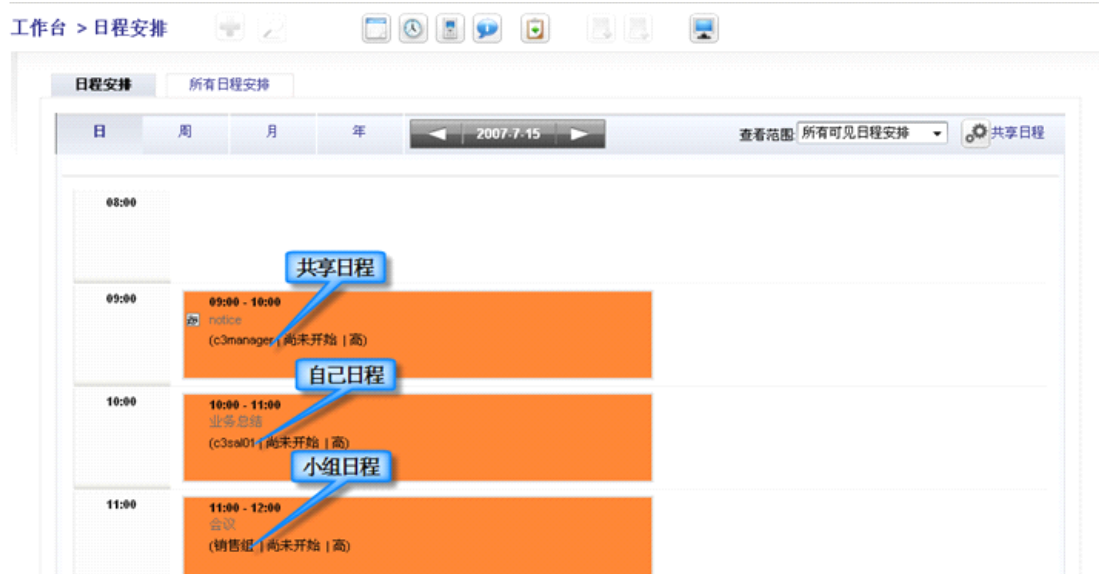 工作台 > 日程安排
日程安排 所有日程安排
日 周 月 年 2007-7-15 查看范围: 所有可见日程安排 共享日程
08:00
共享日程
09:00
09:00 - 10:00
notice
(c3manager | 尚未开始 | 高)
自己日程
10:00
10:00 - 11:00
业务总结
(c3sal01 | 尚未开始 | 高)
小组日程
11:00
11:00 - 12:00
会议
(销售组 | 尚未开始 | 高)